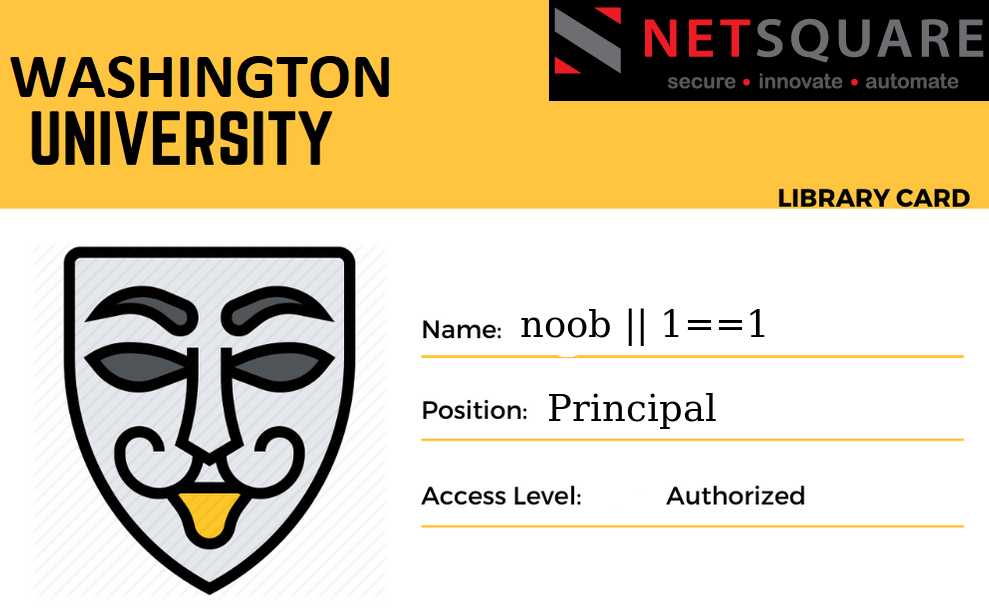 NETSQUARE
secure • innovate • automate
WASHINGTON
UNIVERSITY
LIBRARY CARD
Name: noob || 1==1
Position: Principal
Access Level: Authorized